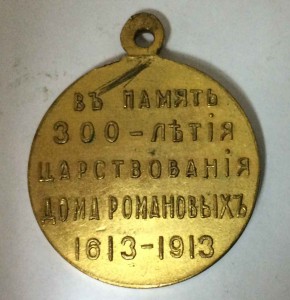 ВЪ ПАМЯТЬ
300-ЛѢТІЯ
ЦАРСТВОВАНІЯ
ДОМА РОМАНОВЫХЪ
1613-1913